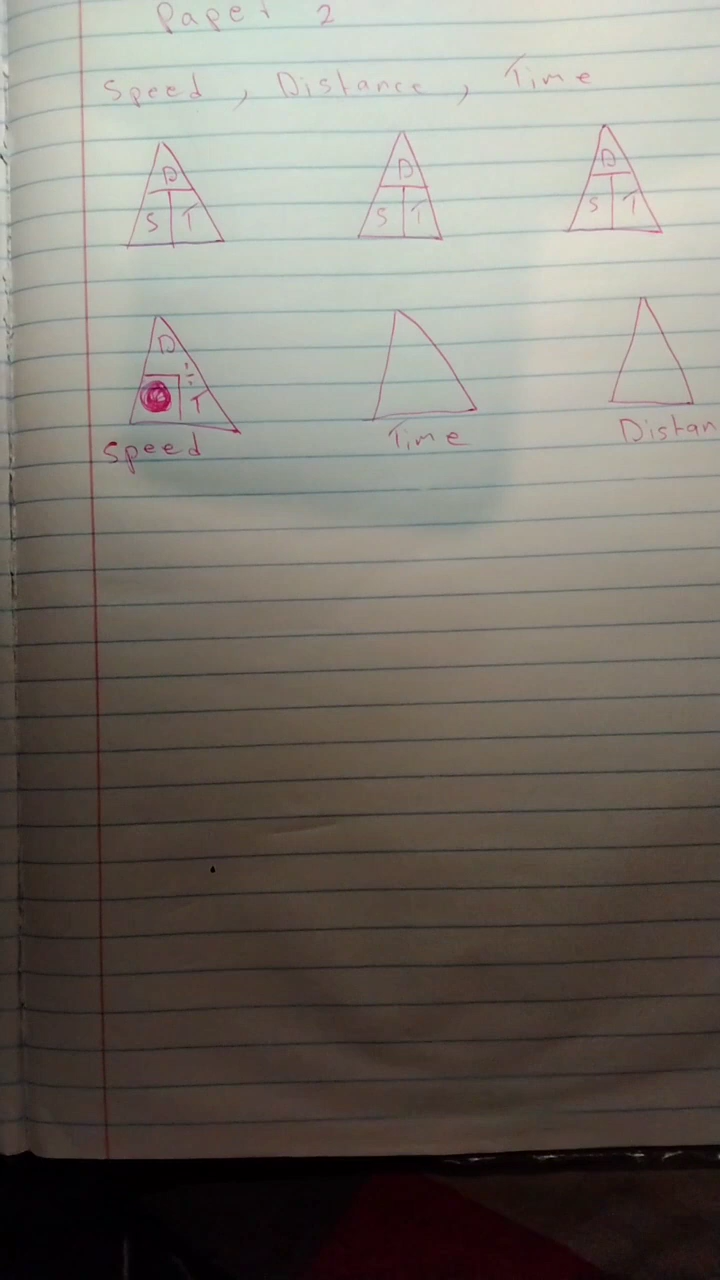 Paper 2
Speed, Distance, Time
D D D
S T S T S T
D ÷
T
Speed Time Distan